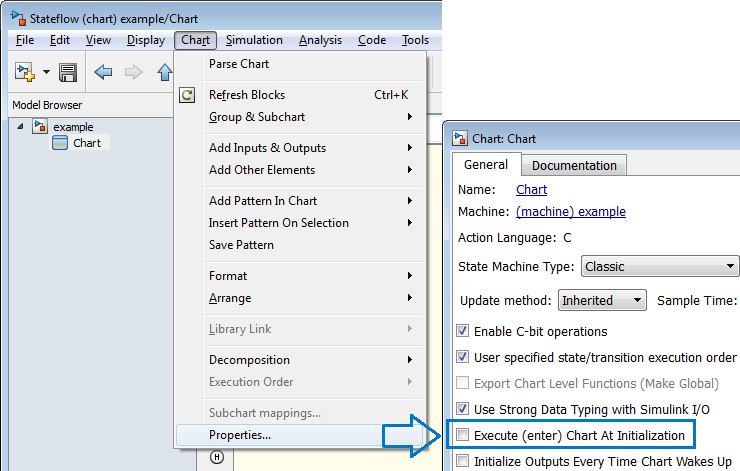 Stateflow (chart) example/Chart
File Edit View Display Chart Simulation Analysis Code Tools
Model Browser
example
Chart
Parse Chart
Refresh Blocks Ctrl+K
Group & Subchart
Add Inputs & Outputs
Add Other Elements
Add Pattern In Chart
Insert Pattern On Selection
Save Pattern
Format
Arrange
Library Link
Decomposition
Execution Order
Subchart mappings...
Properties...
H
Chart: Chart
General Documentation
Name: Chart
Machine: (machine) example
Action Language: C
State Machine Type: Classic
Update method: Inherited Sample Time:
Enable C-bit operations
User specified state/transition execution order
Export Chart Level Functions (Make Global)
Use Strong Data Typing with Simulink I/O
Execute (enter) Chart At Initialization
Initialize Outputs Every Time Chart Wakes Up